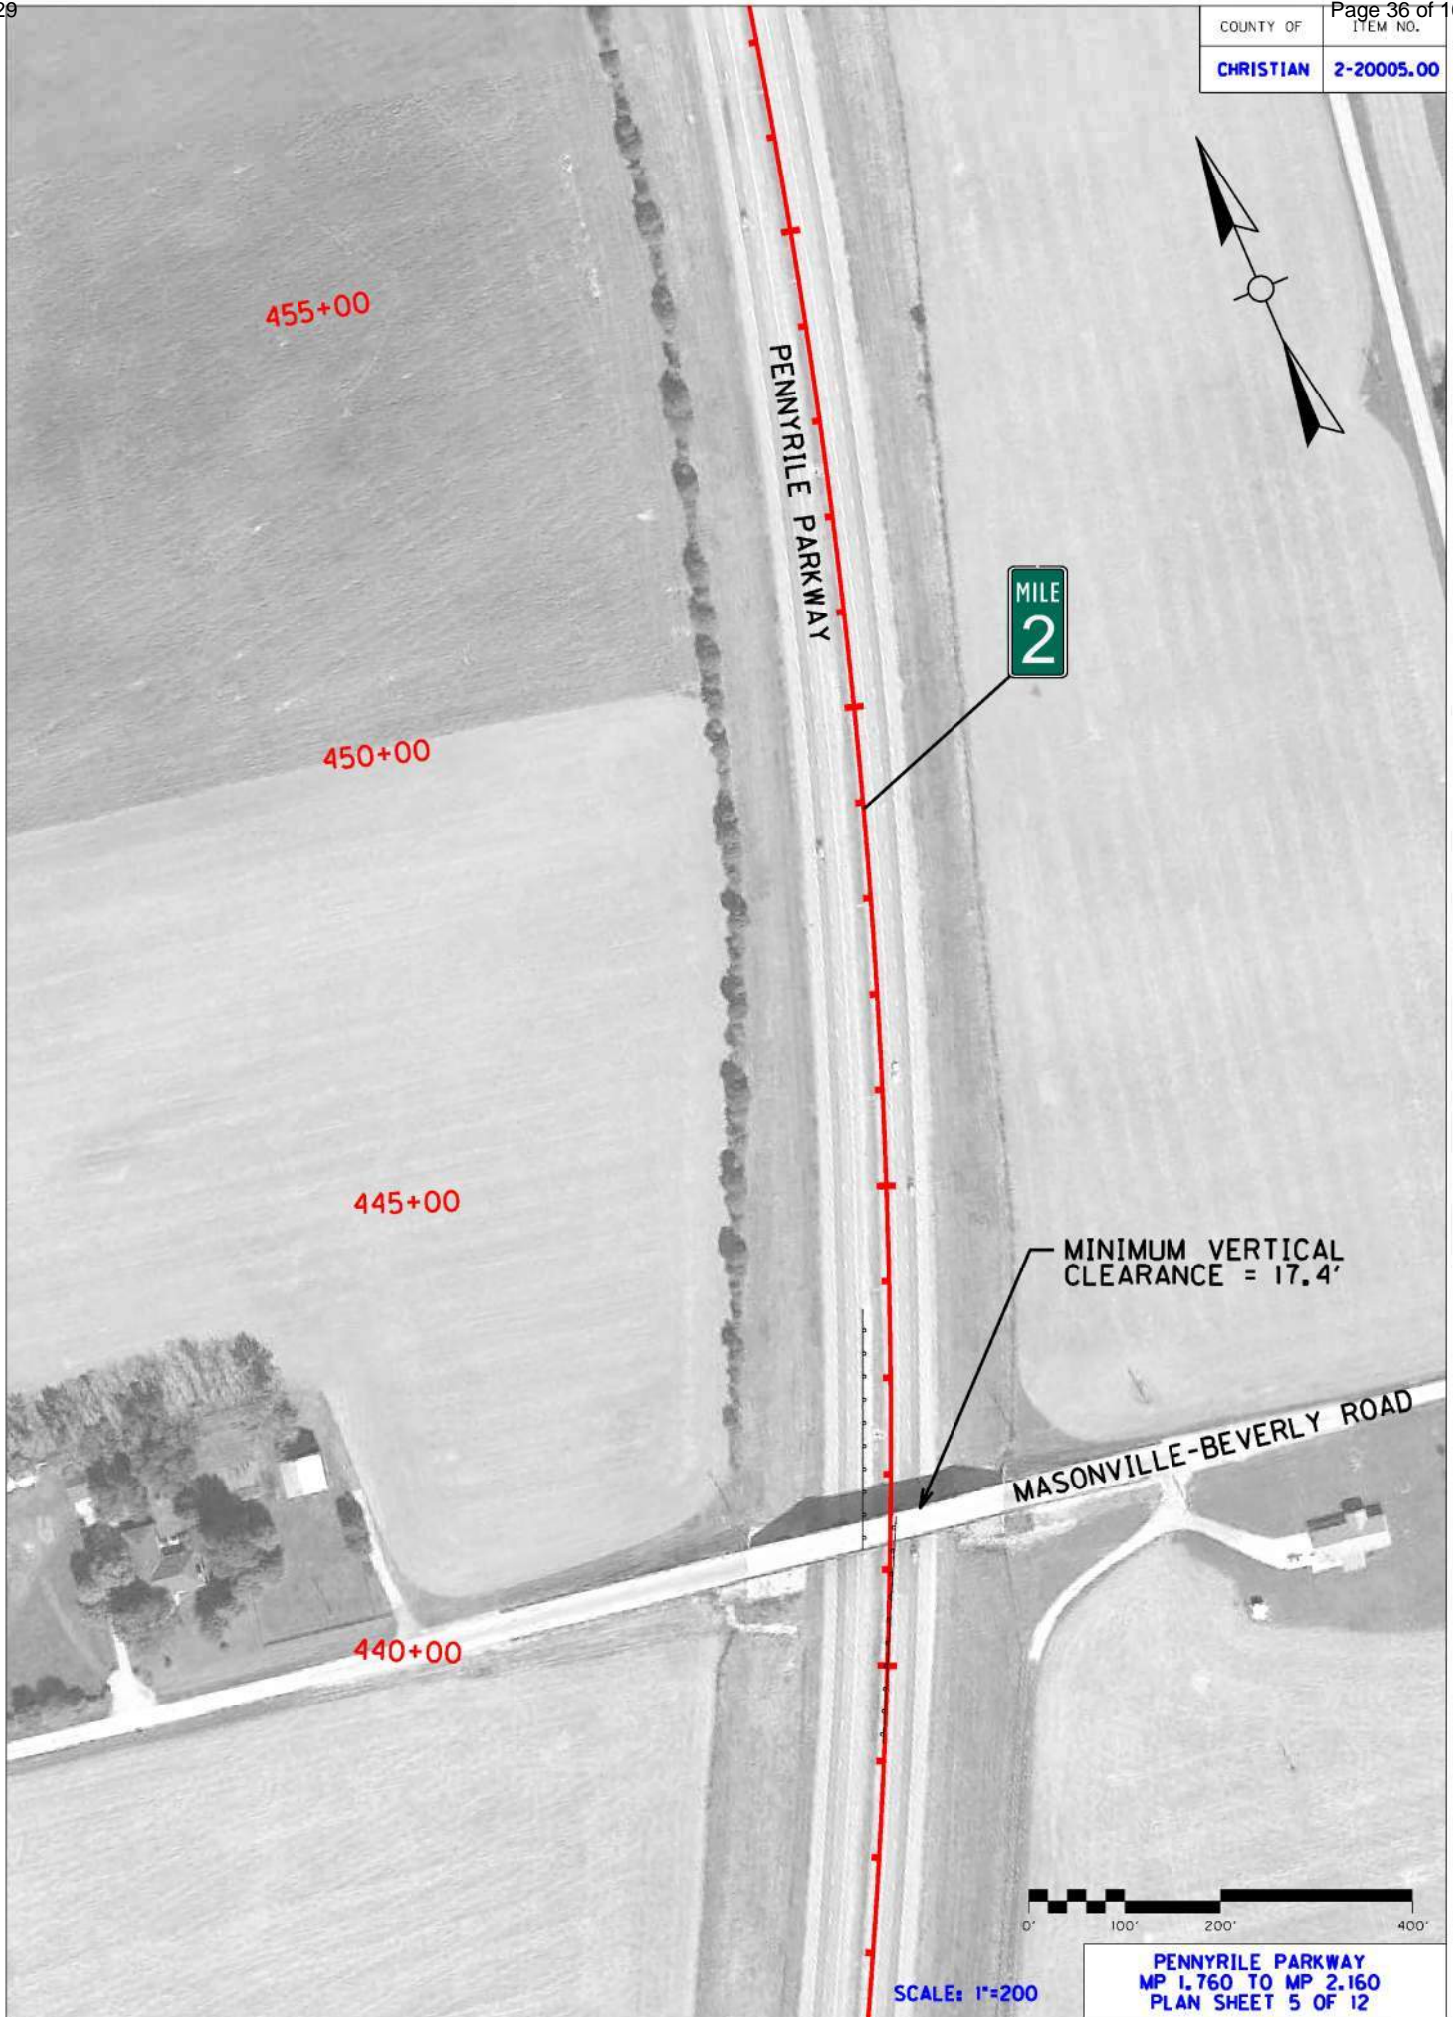 29
Page 36 of 1
COUNTY OF
ITEM NO.
CHRISTIAN
2-20005.00
455+00
PENNYRILE PARKWAY
MILE
2
450+00
445+00
MINIMUM VERTICAL
CLEARANCE = 17.4'
MASONVILLE-BEVERLY ROAD
440+00
0'
100'
200'
400'
SCALE: 1"=200
PENNYRILE PARKWAY
MP 1.760 TO MP 2.160
PLAN SHEET 5 OF 12